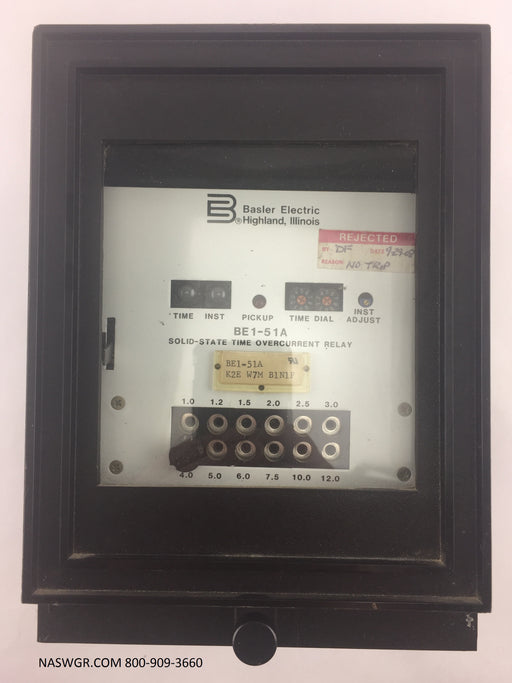 B® Basler Electric
Highland, Illinois
REJECTED
BY DF DATE
REASON NO TRIP
TIME INST PICKUP TIME DIAL INST ADJUST
BE1-51A
SOLID-STATE TIME OVERCURRENT RELAY
BE1-51A
K2E W7M B1N1F
1.0 1.2 1.5 2.0 2.5 3.0
4.0 5.0 6.0 7.5 10.0 12.0
NASWGR.COM 800-909-3660